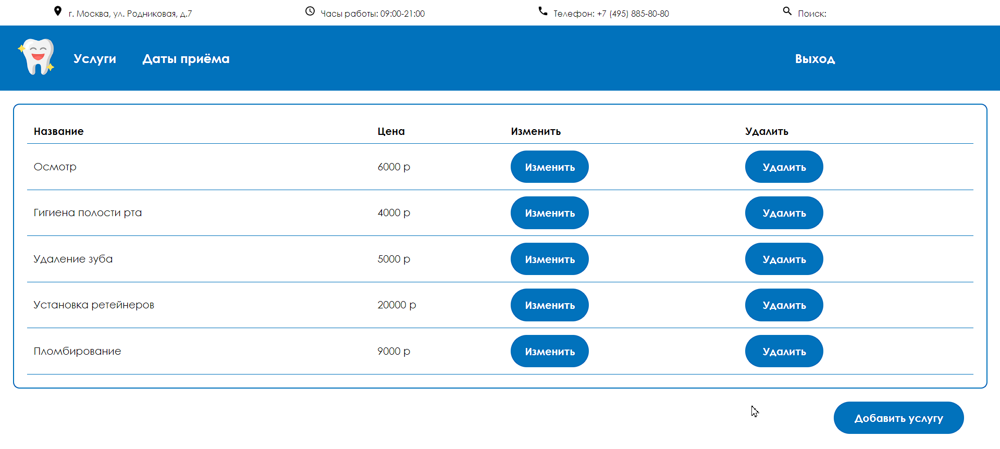 г. Москва, ул. Родниковая, д.7
Часы работы: 09:00-21:00
Телефон: +7 (495) 885-80-80
Поиск:
Услуги
Даты приёма
Выход
Название Цена Изменить Удалить
Осмотр 6000 р Изменить Удалить
Гигиена полости рта 4000 р Изменить Удалить
Удаление зуба 5000 р Изменить Удалить
Установка ретейнеров 20000 р Изменить Удалить
Пломбирование 9000 р Изменить Удалить
Добавить услугу